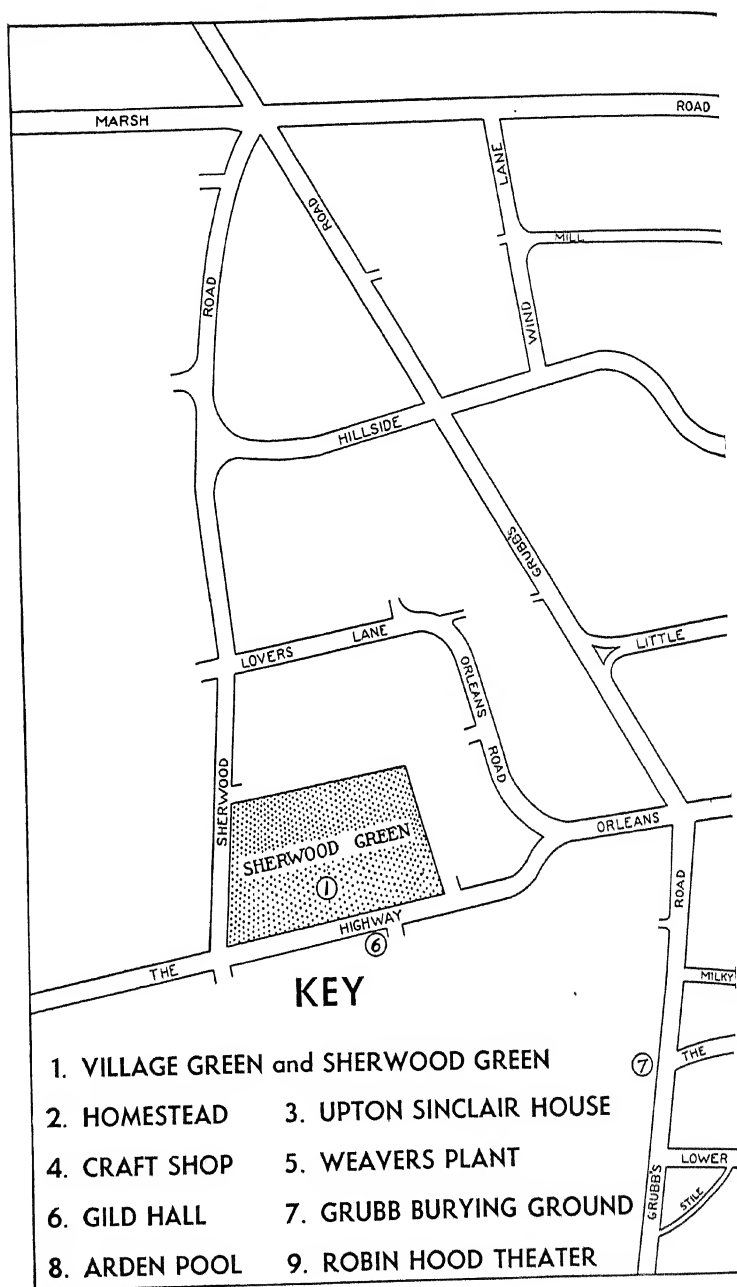 MARSH ROAD
LANE
ROAD
MILL
ROAD
WIND
HILLSIDE
GRUBB'S
LITTLE
LOVERS LANE
ORLEANS
ROAD
SHERWOOD
ORLEANS
SHERWOOD GREEN
1
ROAD
HIGHWAY
6
THE
MILKY
KEY
THE
7
1. VILLAGE GREEN and SHERWOOD GREEN
2. HOMESTEAD 3. UPTON SINCLAIR HOUSE
4. CRAFT SHOP 5. WEAVERS PLANT
LOWER
GRUBB'S
STILE
6. GILD HALL 7. GRUBB BURYING GROUND
8. ARDEN POOL 9. ROBIN HOOD THEATER